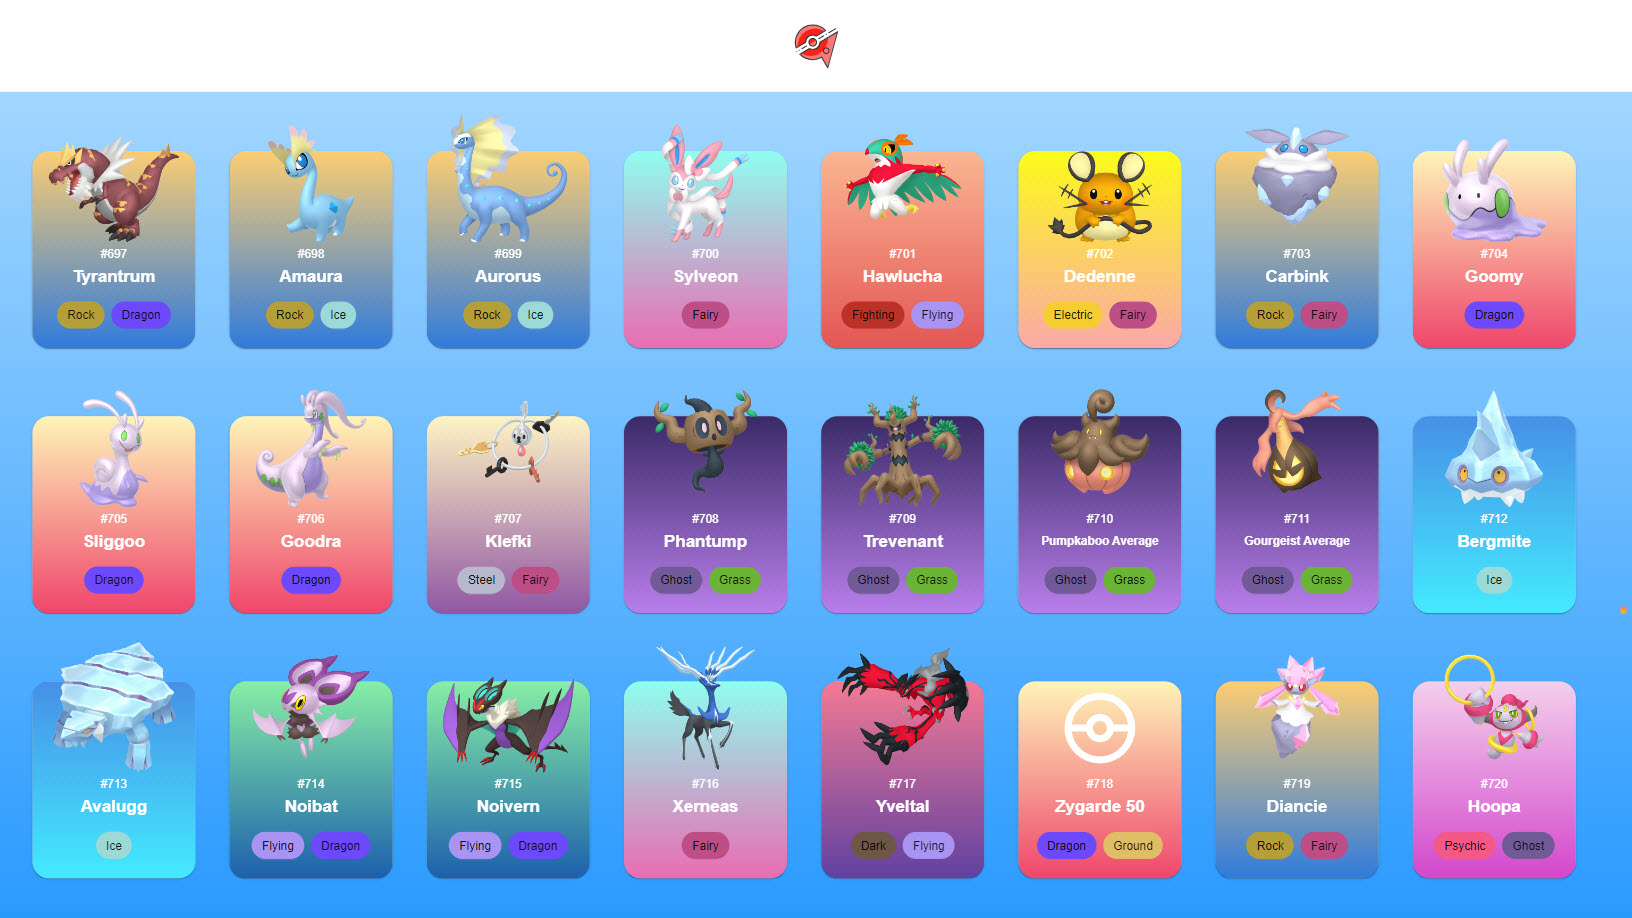 #697
Tyrantrum
Rock Dragon
#698
Amaura
Rock Ice
#699
Aurorus
Rock Ice
#700
Sylveon
Fairy
#701
Hawlucha
Fighting Flying
#702
Dedenne
Electric Fairy
#703
Carbink
Rock Fairy
#704
Goomy
Dragon
#705
Sliggoo
Dragon
#706
Goodra
Dragon
#707
Klefki
Steel Fairy
#708
Phantump
Ghost Grass
#709
Trevenant
Ghost Grass
#710
Pumpkaboo Average
Ghost Grass
#711
Gourgeist Average
Ghost Grass
#712
Bergmite
Ice
#713
Avalugg
Ice
#714
Noibat
Flying Dragon
#715
Noivern
Flying Dragon
#716
Xerneas
Fairy
#717
Yveltal
Dark Flying
#718
Zygarde 50
Dragon Ground
#719
Diancie
Rock Fairy
#720
Hoopa
Psychic Ghost